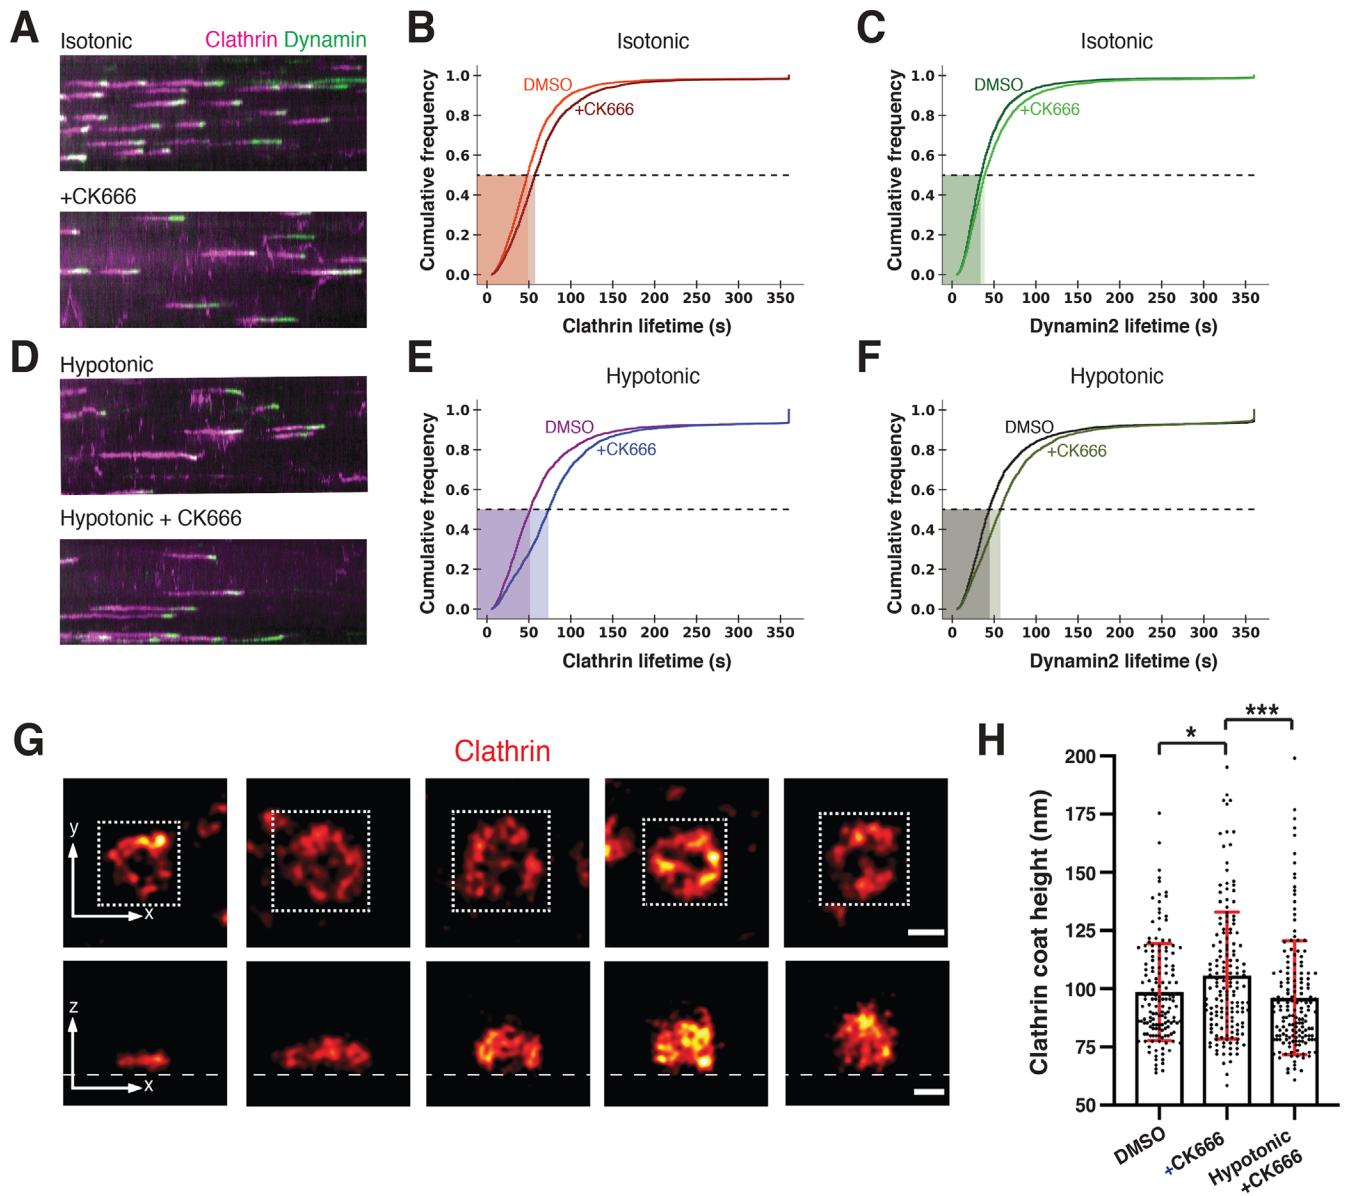 A
Isotonic
Clathrin Dynamin
+CK666
B
Isotonic
Cumulative frequency
1.0
0.8
0.6
0.4
0.2
0.0
DMSO
+CK666
0 50 100 150 200 250 300 350
Clathrin lifetime (s)
C
Isotonic
Cumulative frequency
1.0
0.8
0.6
0.4
0.2
0.0
DMSO
+CK666
0 50 100 150 200 250 300 350
Dynamin2 lifetime (s)
D
Hypotonic
Hypotonic + CK666
E
Hypotonic
Cumulative frequency
1.0
0.8
0.6
0.4
0.2
0.0
DMSO
+CK666
0 50 100 150 200 250 300 350
Clathrin lifetime (s)
F
Hypotonic
Cumulative frequency
1.0
0.8
0.6
0.4
0.2
0.0
DMSO
+CK666
0 50 100 150 200 250 300 350
Dynamin2 lifetime (s)
G
Clathrin
y
x
z
x
H
*
***
Clathrin coat height (nm)
200
175
150
125
100
75
50
DMSO
+CK666
Hypotonic
+CK666